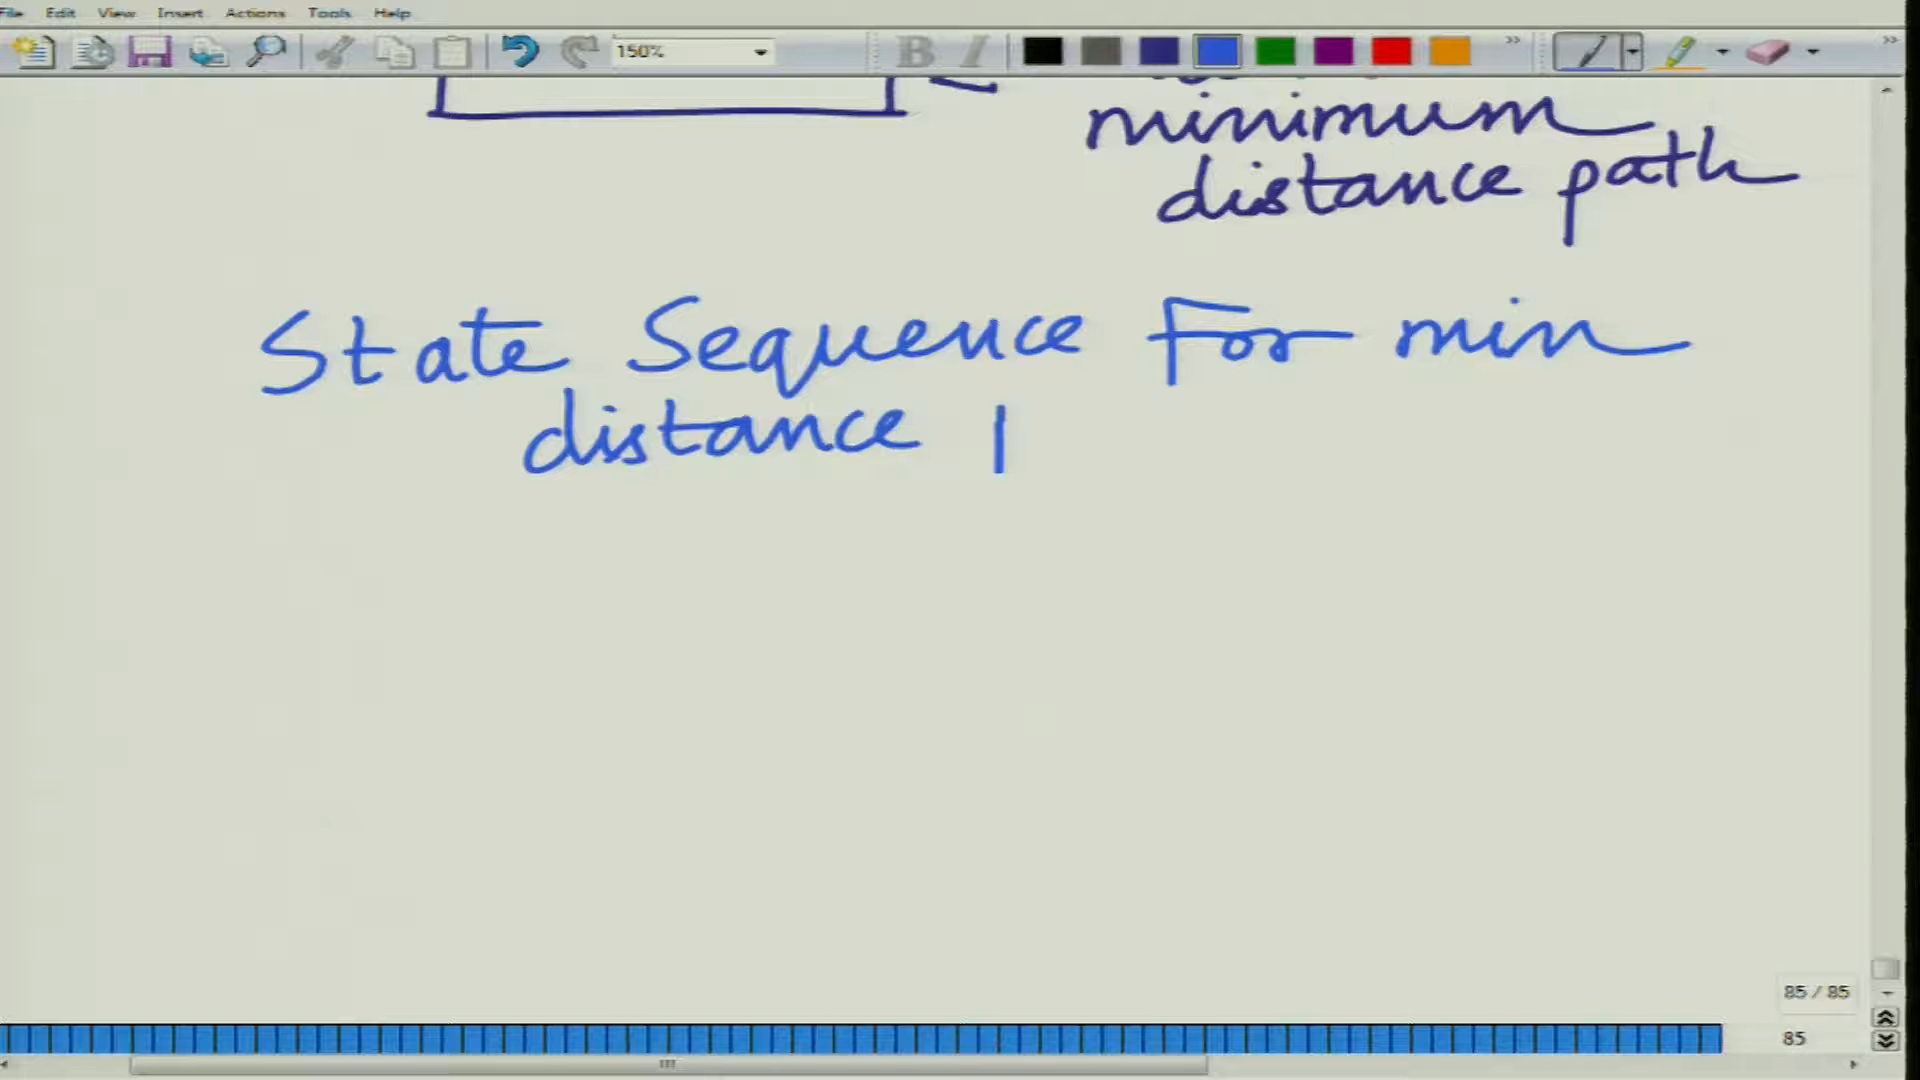 File Edit View Insert Actions Tools Help
150% B I
minimum
distance path
State Sequence For min
distance
85 / 85
85